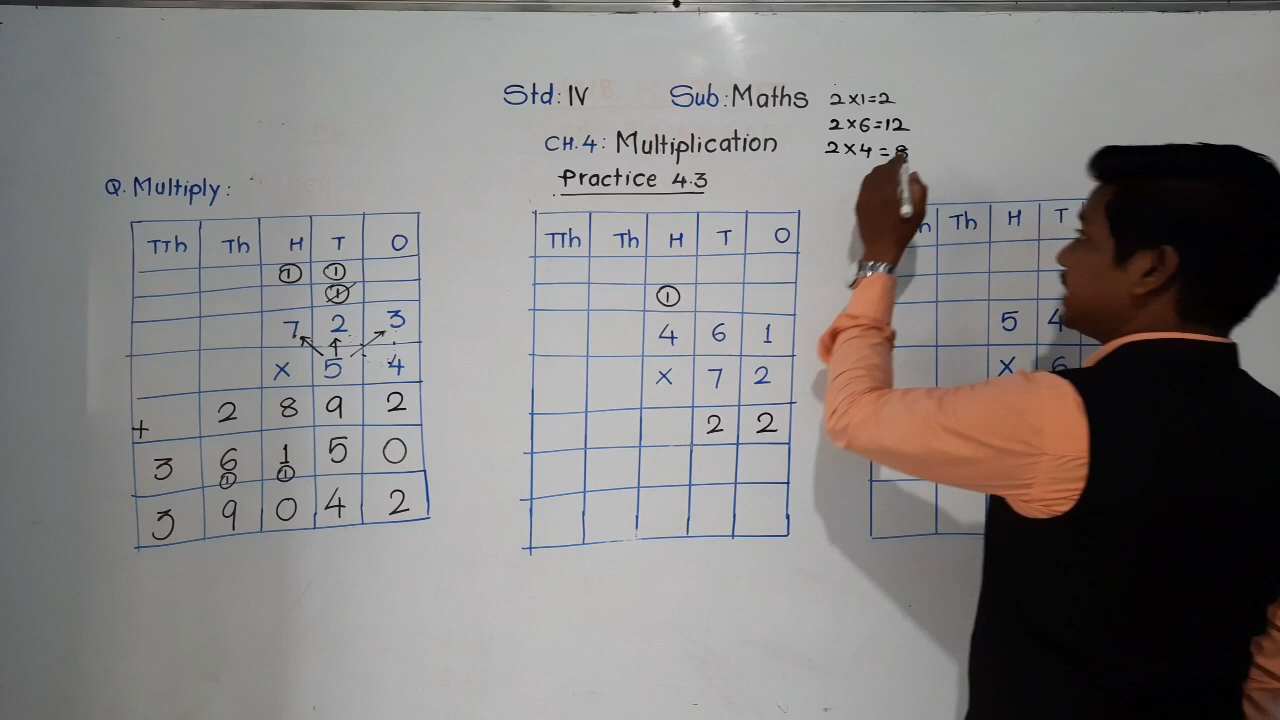 Std: IV Sub: Maths
CH.4: Multiplication
Practice 4.3
2×1=2
2×6=12
2×4=8
Q. Multiply:
TTh Th H T O
① ①
①
7 2 3
× 5 4
2 8 9 2
+
3 6 1 5 0
① ①
3 9 0 4 2
TTh Th H T O
①
4 6 1
× 7 2
2 2
h Th H T
5 4
× 6